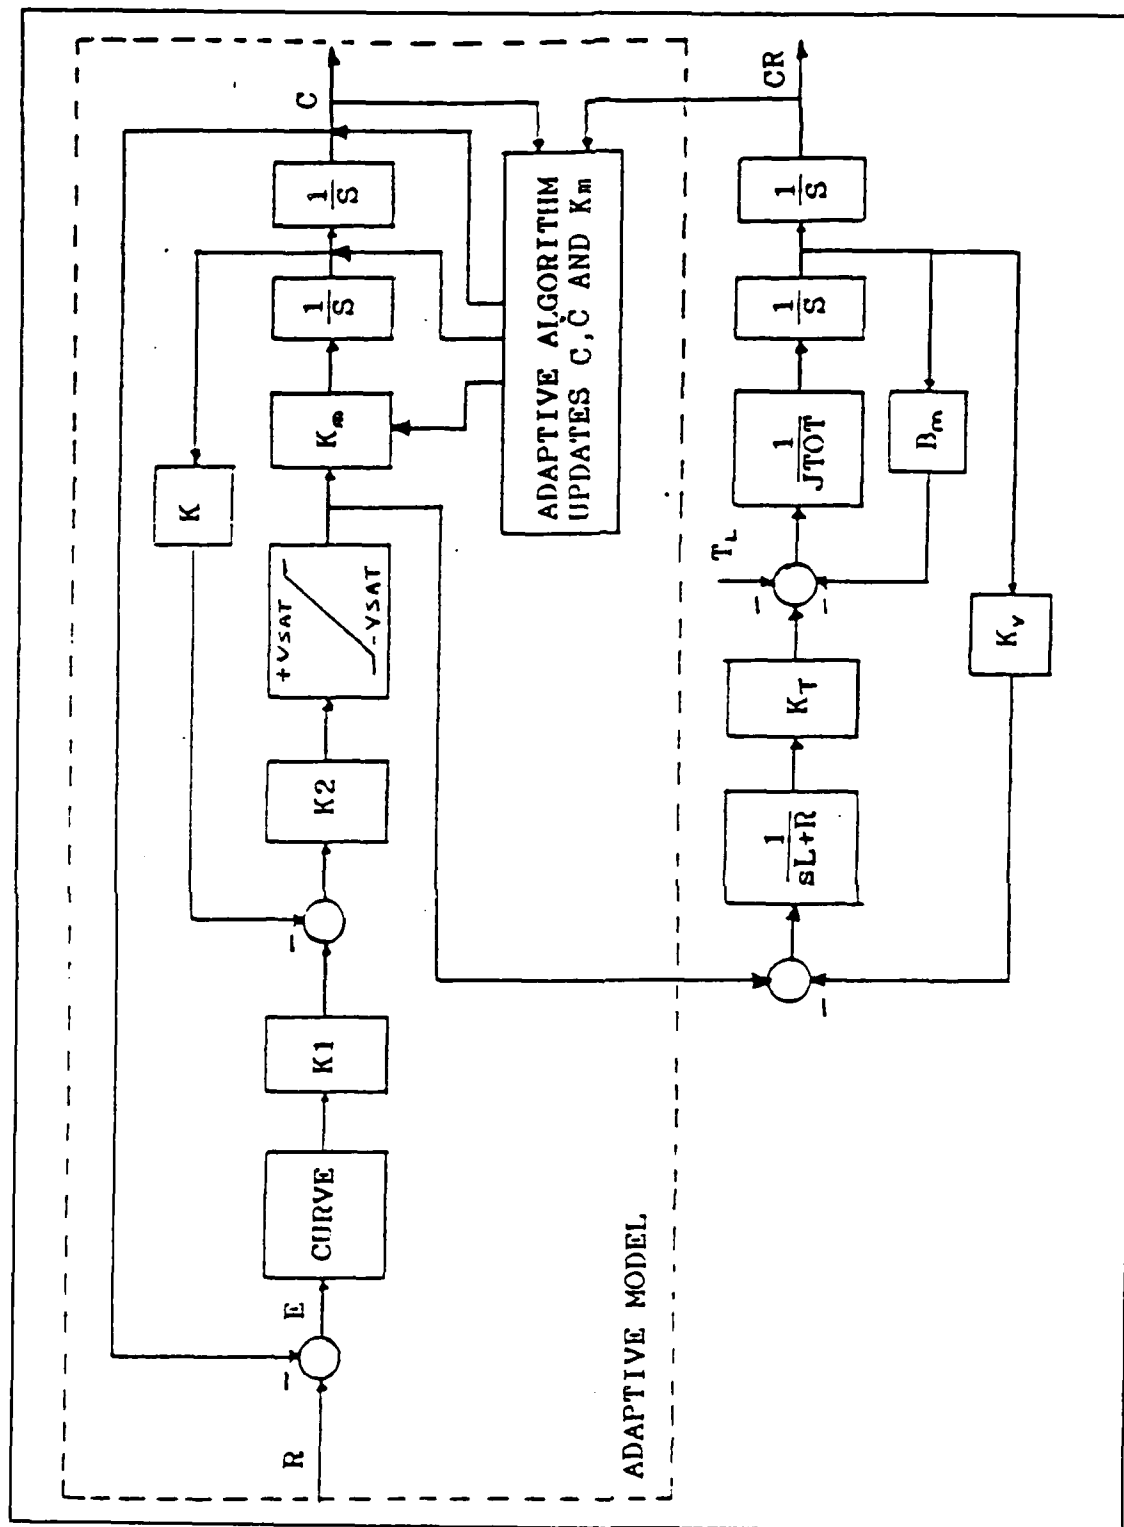 R
E
CURVE
K1
K2
+VSAT
-VSAT
K
Km
1
S
1
S
C
ADAPTIVE ALGORITHM
UPDATES C, Ċ AND Km
ADAPTIVE MODEL
1
sL+R
KT
TL
1
JTOT
1
S
1
S
CR
Bm
Kv